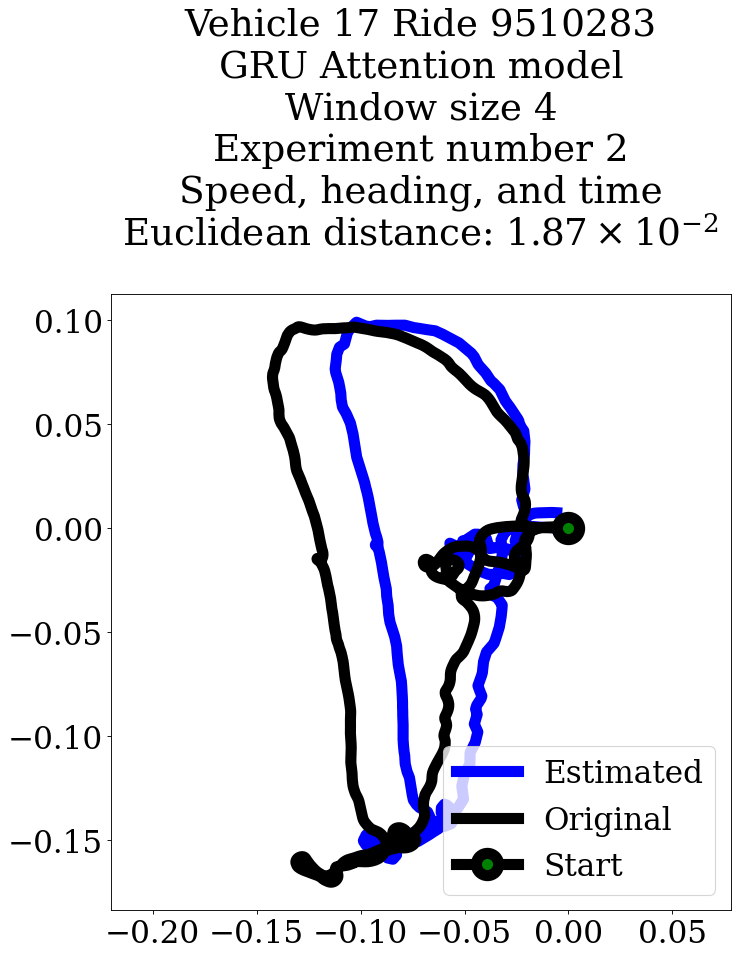 Vehicle 17 Ride 9510283
GRU Attention model
Window size 4
Experiment number 2
Speed, heading, and time
Euclidean distance: 1.87 × 10⁻²
0.10
0.05
0.00
−0.05
−0.10
−0.15
Estimated
Original
Start
−0.20 −0.15 −0.10 −0.05 0.00 0.05